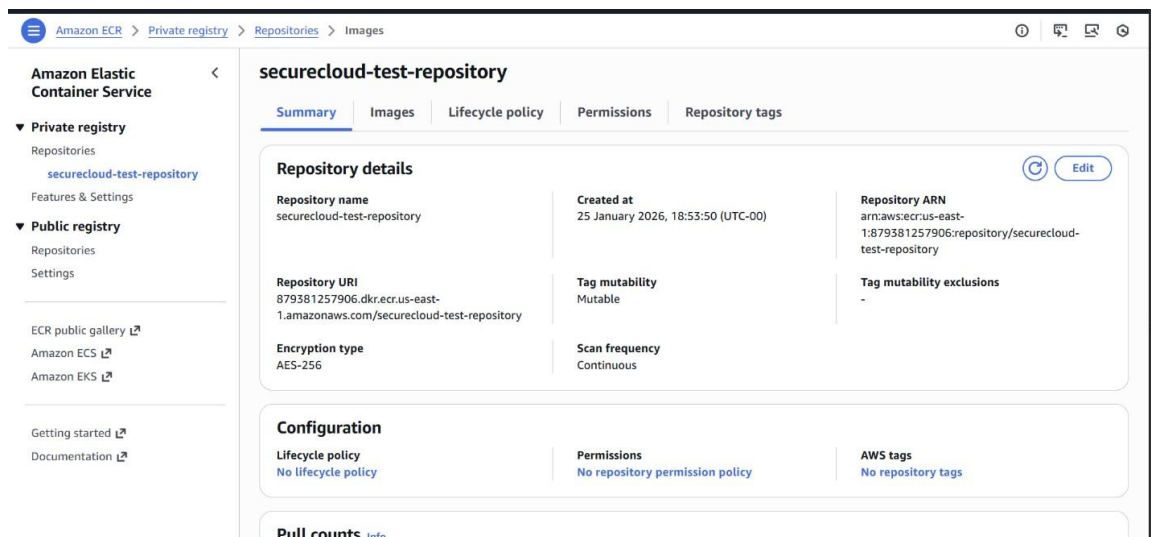 Amazon ECR > Private registry > Repositories > Images
Amazon Elastic
Container Service
Private registry
Repositories
securecloud-test-repository
Features & Settings
Public registry
Repositories
Settings
ECR public gallery
Amazon ECS
Amazon EKS
Getting started
Documentation
securecloud-test-repository
Summary Images Lifecycle policy Permissions Repository tags
Repository details
Edit
Repository name
securecloud-test-repository
Created at
25 January 2026, 18:53:50 (UTC-00)
Repository ARN
arn:aws:ecr:us-east-
1:879381257906:repository/securecloud-
test-repository
Repository URI
879381257906.dkr.ecr.us-east-
1.amazonaws.com/securecloud-test-repository
Tag mutability
Mutable
Tag mutability exclusions
-
Encryption type
AES-256
Scan frequency
Continuous
Configuration
Lifecycle policy
No lifecycle policy
Permissions
No repository permission policy
AWS tags
No repository tags
Pull counts Info